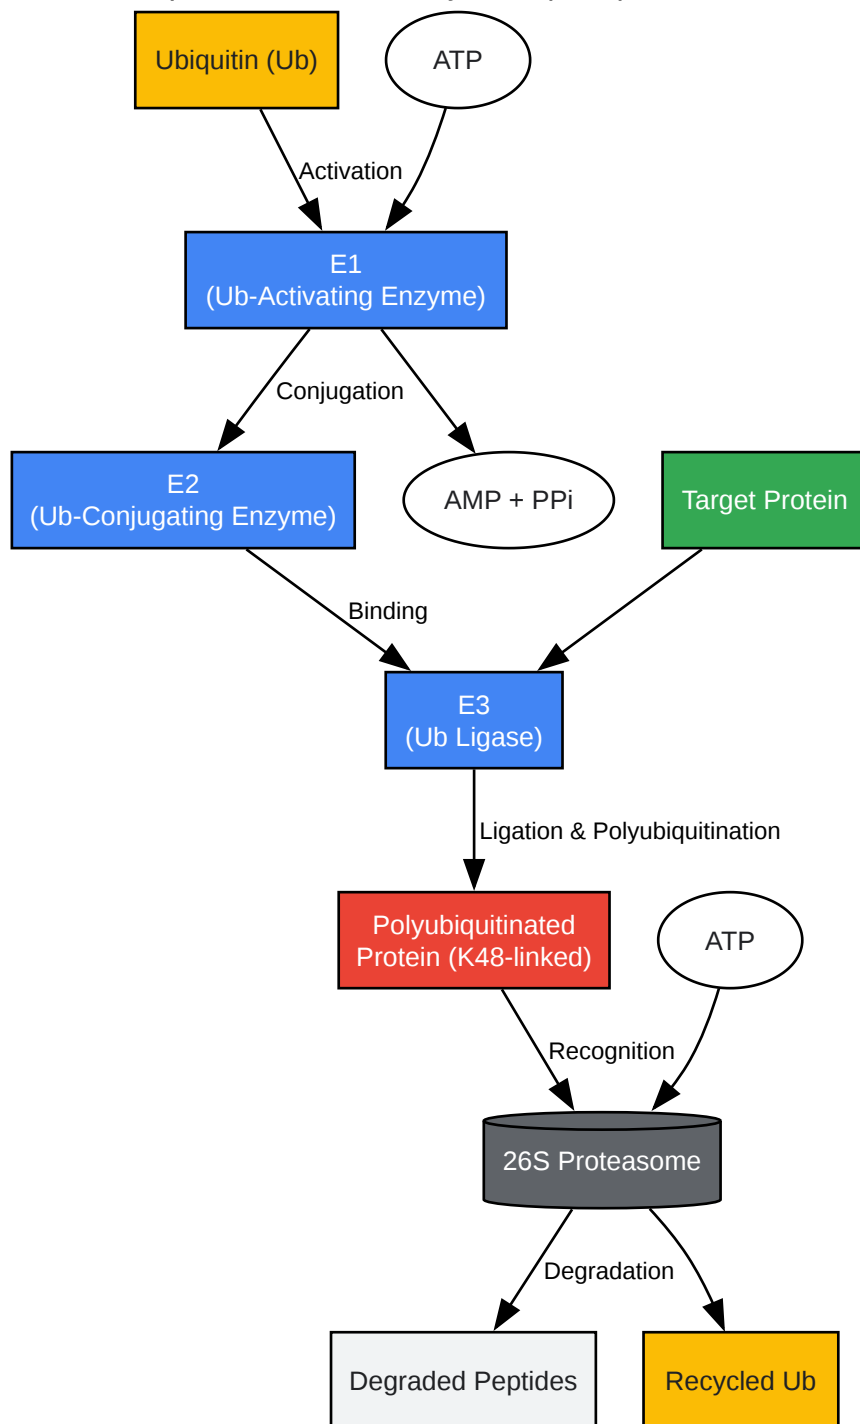 Ubiquitin (Ub)
ATP
Activation
E1
(Ub-Activating Enzyme)
Conjugation
E2
(Ub-Conjugating Enzyme)
AMP + PPi
Target Protein
Binding
E3
(Ub Ligase)
Ligation & Polyubiquitination
Polyubiquitinated
Protein (K48-linked)
ATP
Recognition
26S Proteasome
Degradation
Degraded Peptides
Recycled Ub